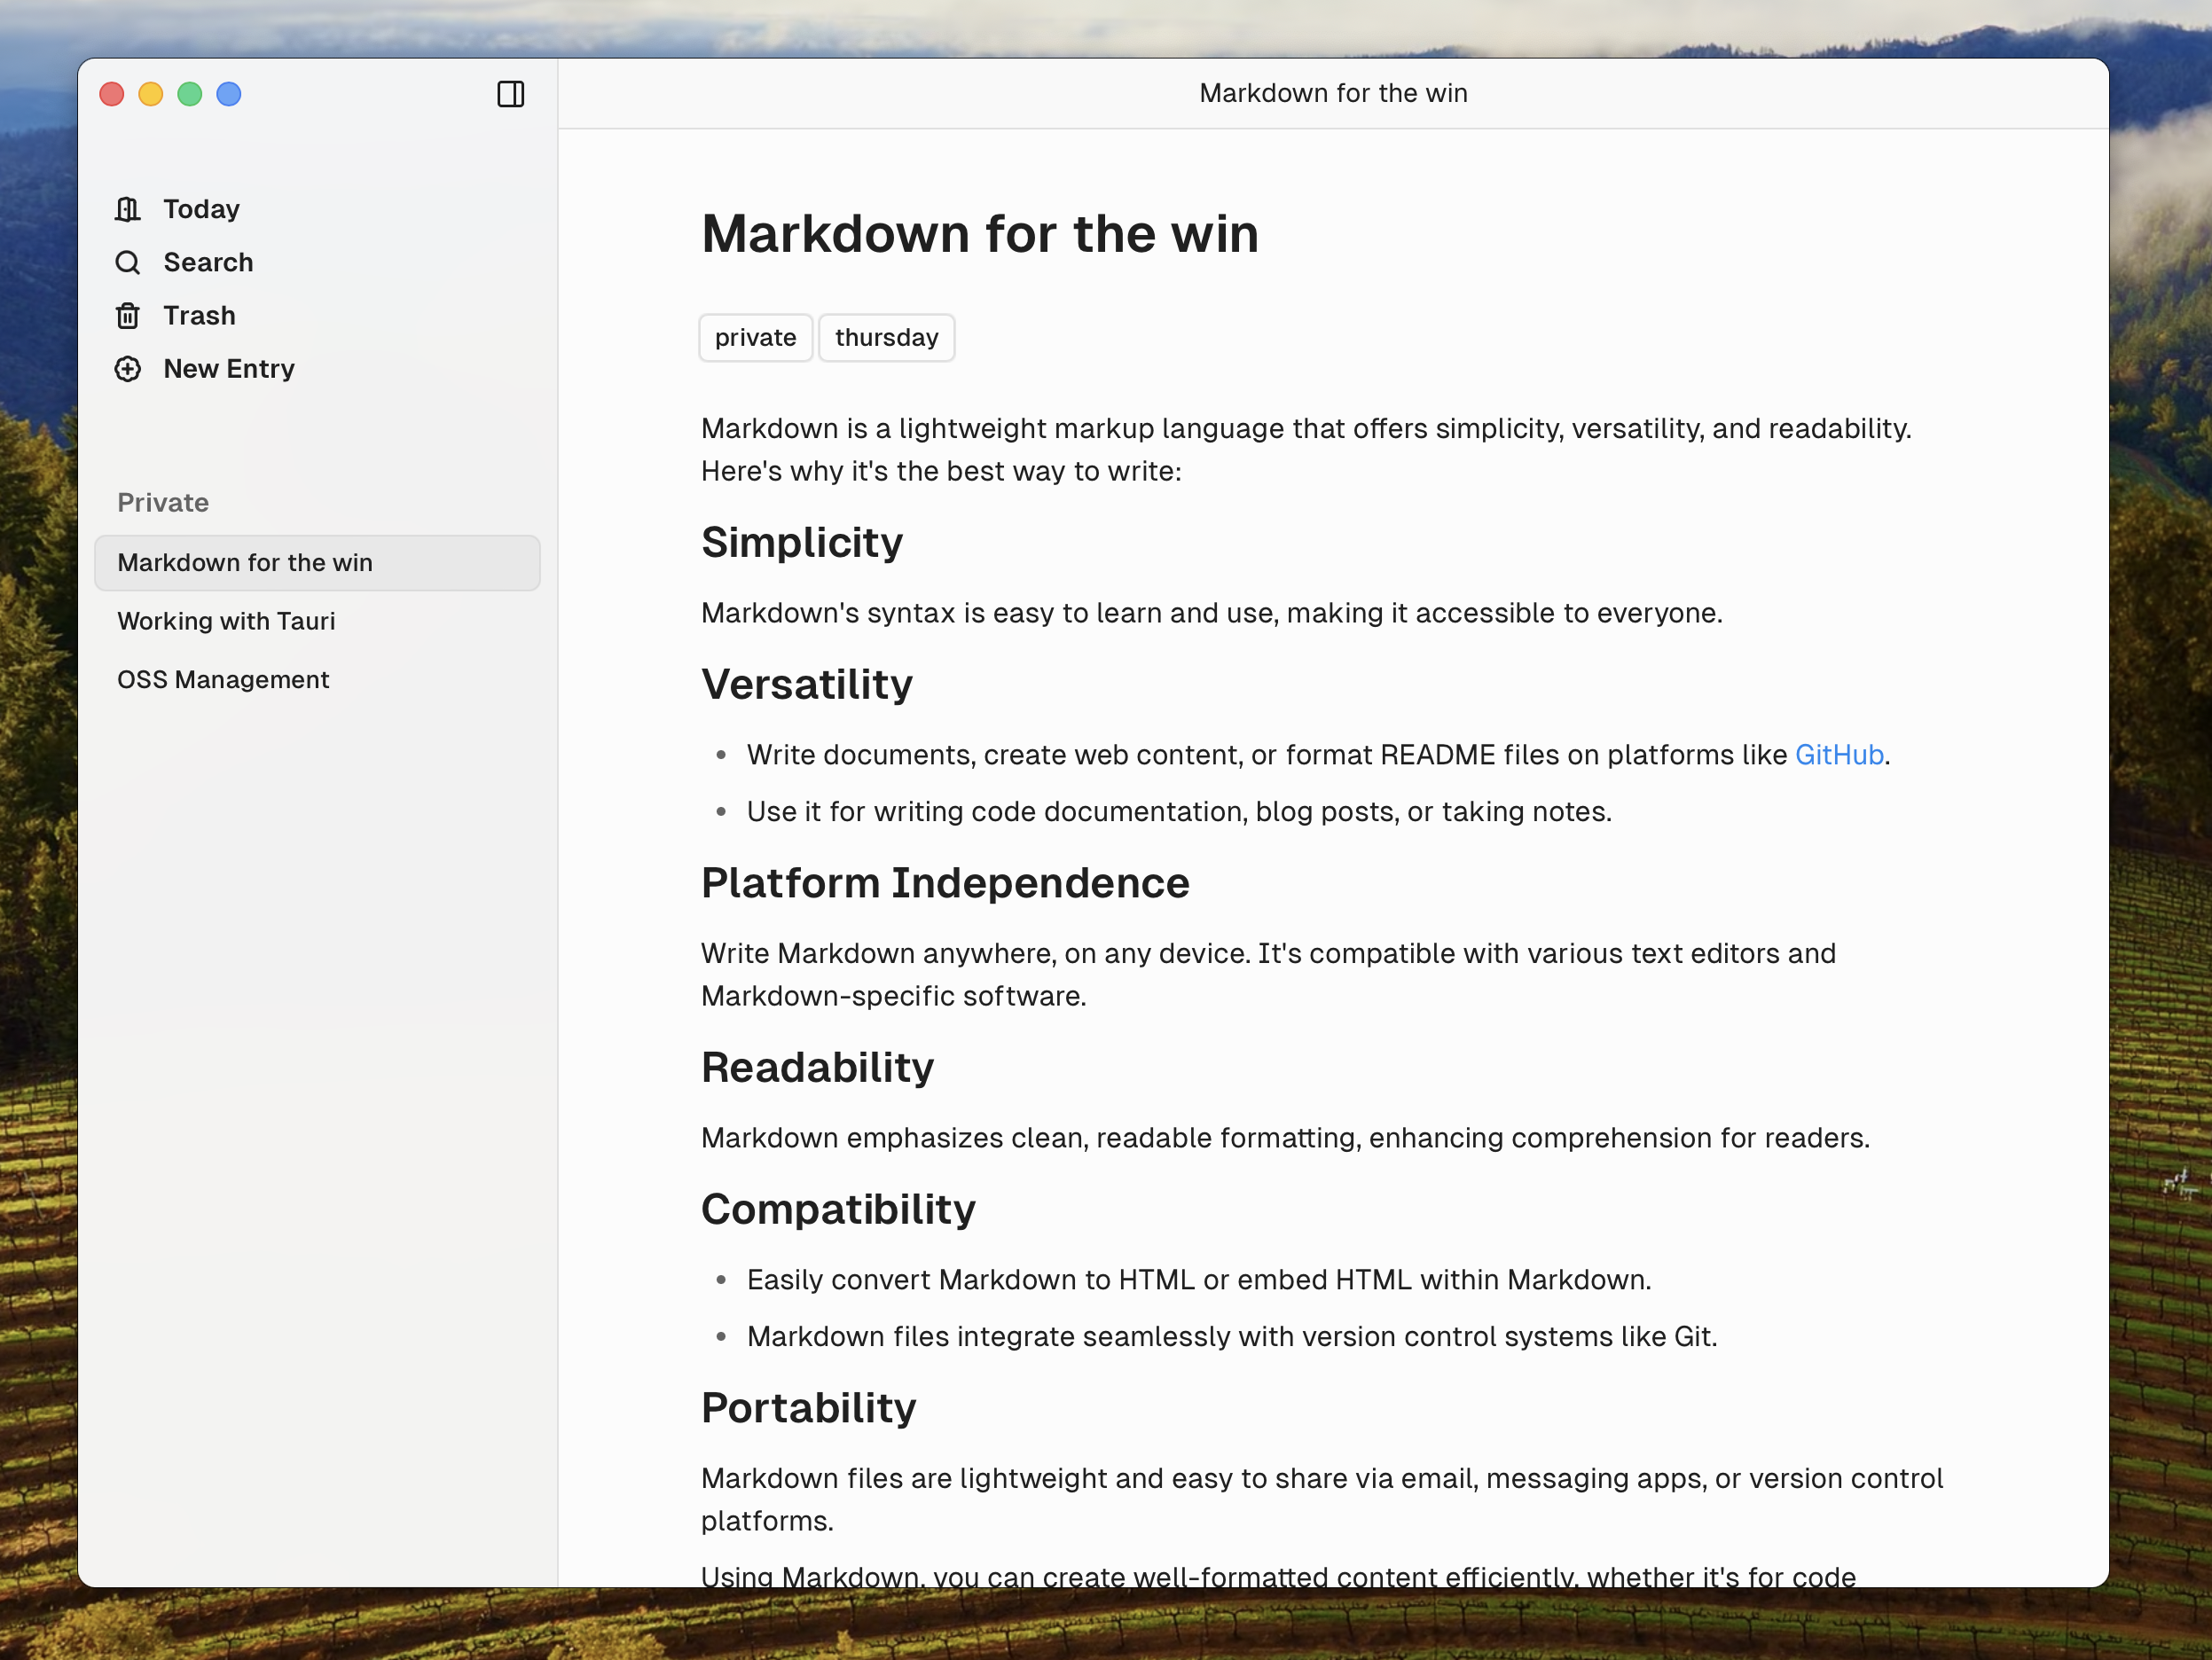 Markdown for the win
Today
Search
Trash
New Entry
Private
Markdown for the win
Working with Tauri
OSS Management
Markdown for the win
private thursday
Markdown is a lightweight markup language that offers simplicity, versatility, and readability.
Here's why it's the best way to write:
Simplicity
Markdown's syntax is easy to learn and use, making it accessible to everyone.
Versatility
• Write documents, create web content, or format README files on platforms like GitHub.
• Use it for writing code documentation, blog posts, or taking notes.
Platform Independence
Write Markdown anywhere, on any device. It's compatible with various text editors and
Markdown-specific software.
Readability
Markdown emphasizes clean, readable formatting, enhancing comprehension for readers.
Compatibility
• Easily convert Markdown to HTML or embed HTML within Markdown.
• Markdown files integrate seamlessly with version control systems like Git.
Portability
Markdown files are lightweight and easy to share via email, messaging apps, or version control
platforms.
Using Markdown, you can create well-formatted content efficiently, whether it's for code